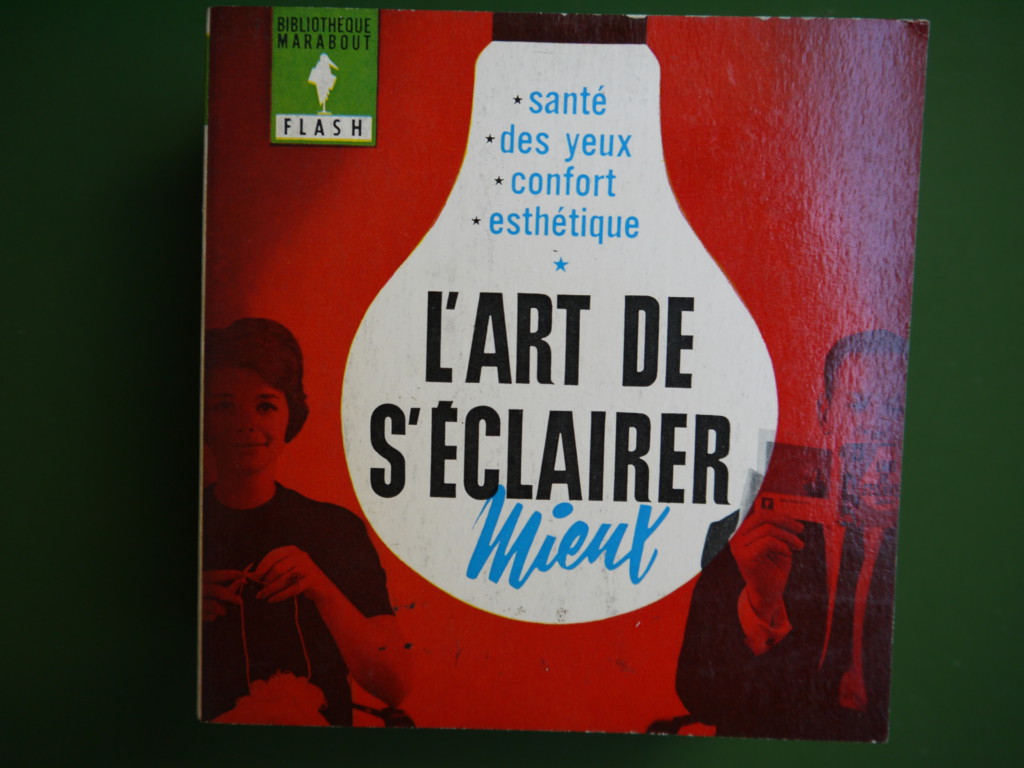 BIBLIOTHEQUE
MARABOUT
FLASH
★ santé
★ des yeux
★ confort
★ esthétique
★
L'ART DE
S'ÉCLAIRER
Mieux